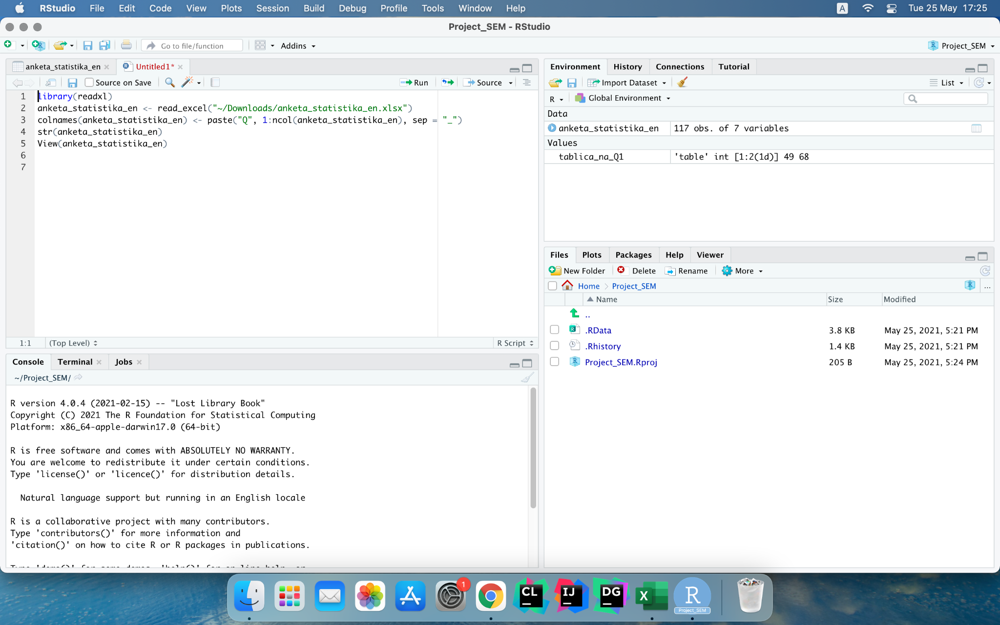 RStudio File Edit Code View Plots Session Build Debug Profile Tools Window Help A Tue 25 May 17:25
Project_SEM - RStudio
Go to file/function Addins Project_SEM
anketa_statistika_en Untitled1*
Source on Save Run Source
1 library(readxl)
2 anketa_statistika_en <- read_excel("~/Downloads/anketa_statistika_en.xlsx")
3 colnames(anketa_statistika_en) <- paste("Q", 1:ncol(anketa_statistika_en), sep = "_")
4 str(anketa_statistika_en)
5 View(anketa_statistika_en)
6
7
1:1 (Top Level) R Script
Environment History Connections Tutorial
Import Dataset List
R Global Environment
Data
anketa_statistika_en 117 obs. of 7 variables
Values
tablica_na_Q1 'table' int [1:2(1d)] 49 68
Files Plots Packages Help Viewer
New Folder Delete Rename More
Home Project_SEM ...
Name Size Modified
..
.RData 3.8 KB May 25, 2021, 5:21 PM
.Rhistory 1.4 KB May 25, 2021, 5:21 PM
Project_SEM.Rproj 205 B May 25, 2021, 5:24 PM
Console Terminal Jobs
~/Project_SEM/
R version 4.0.4 (2021-02-15) -- "Lost Library Book"
Copyright (C) 2021 The R Foundation for Statistical Computing
Platform: x86_64-apple-darwin17.0 (64-bit)
R is free software and comes with ABSOLUTELY NO WARRANTY.
You are welcome to redistribute it under certain conditions.
Type 'license()' or 'licence()' for distribution details.
Natural language support but running in an English locale
R is a collaborative project with many contributors.
Type 'contributors()' for more information and
'citation()' on how to cite R or R packages in publications.
Type 'demo()' for some demos, 'help()' for on-line help, or
1 CL IJ DG X R
Project_SEM